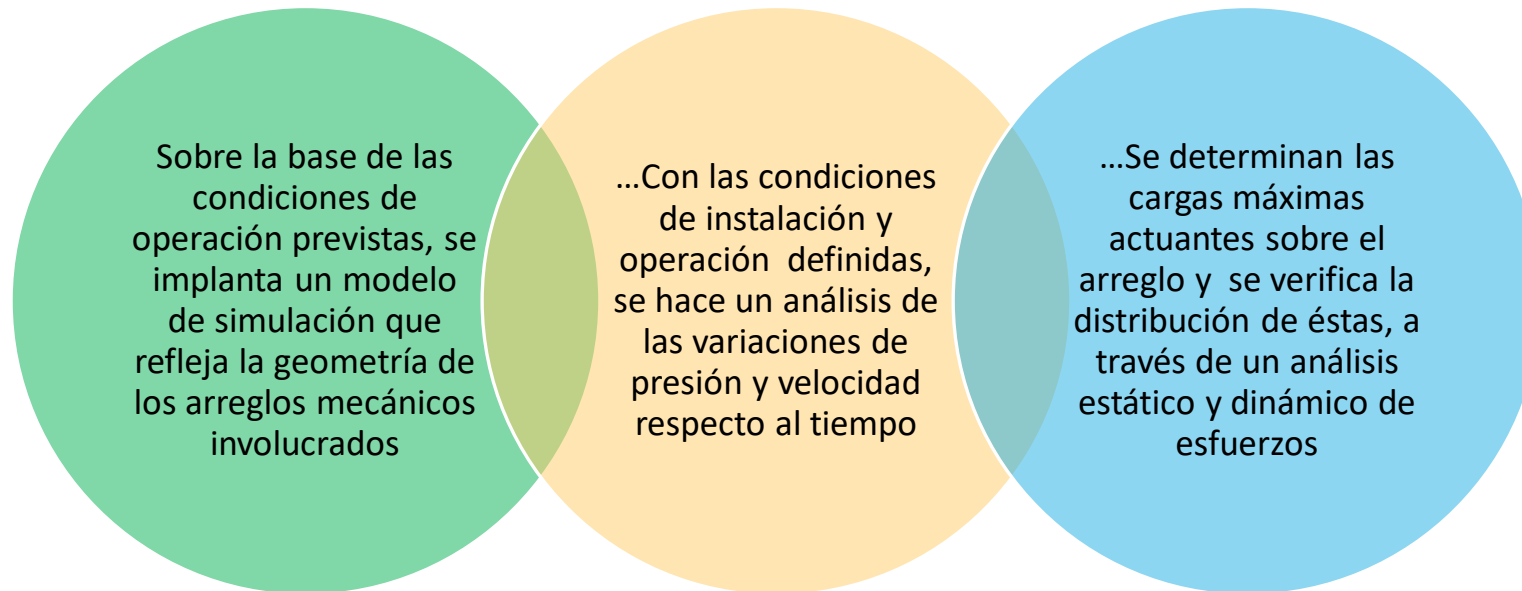 Sobre la base de las
condiciones de
operación previstas, se
implanta un modelo
de simulación que
refleja la geometría de
los arreglos mecánicos
involucrados
...Con las condiciones
de instalación y
operación definidas,
se hace un análisis de
las variaciones de
presión y velocidad
respecto al tiempo
...Se determinan las
cargas máximas
actuantes sobre el
arreglo y se verifica la
distribución de éstas, a
través de un análisis
estático y dinámico de
esfuerzos